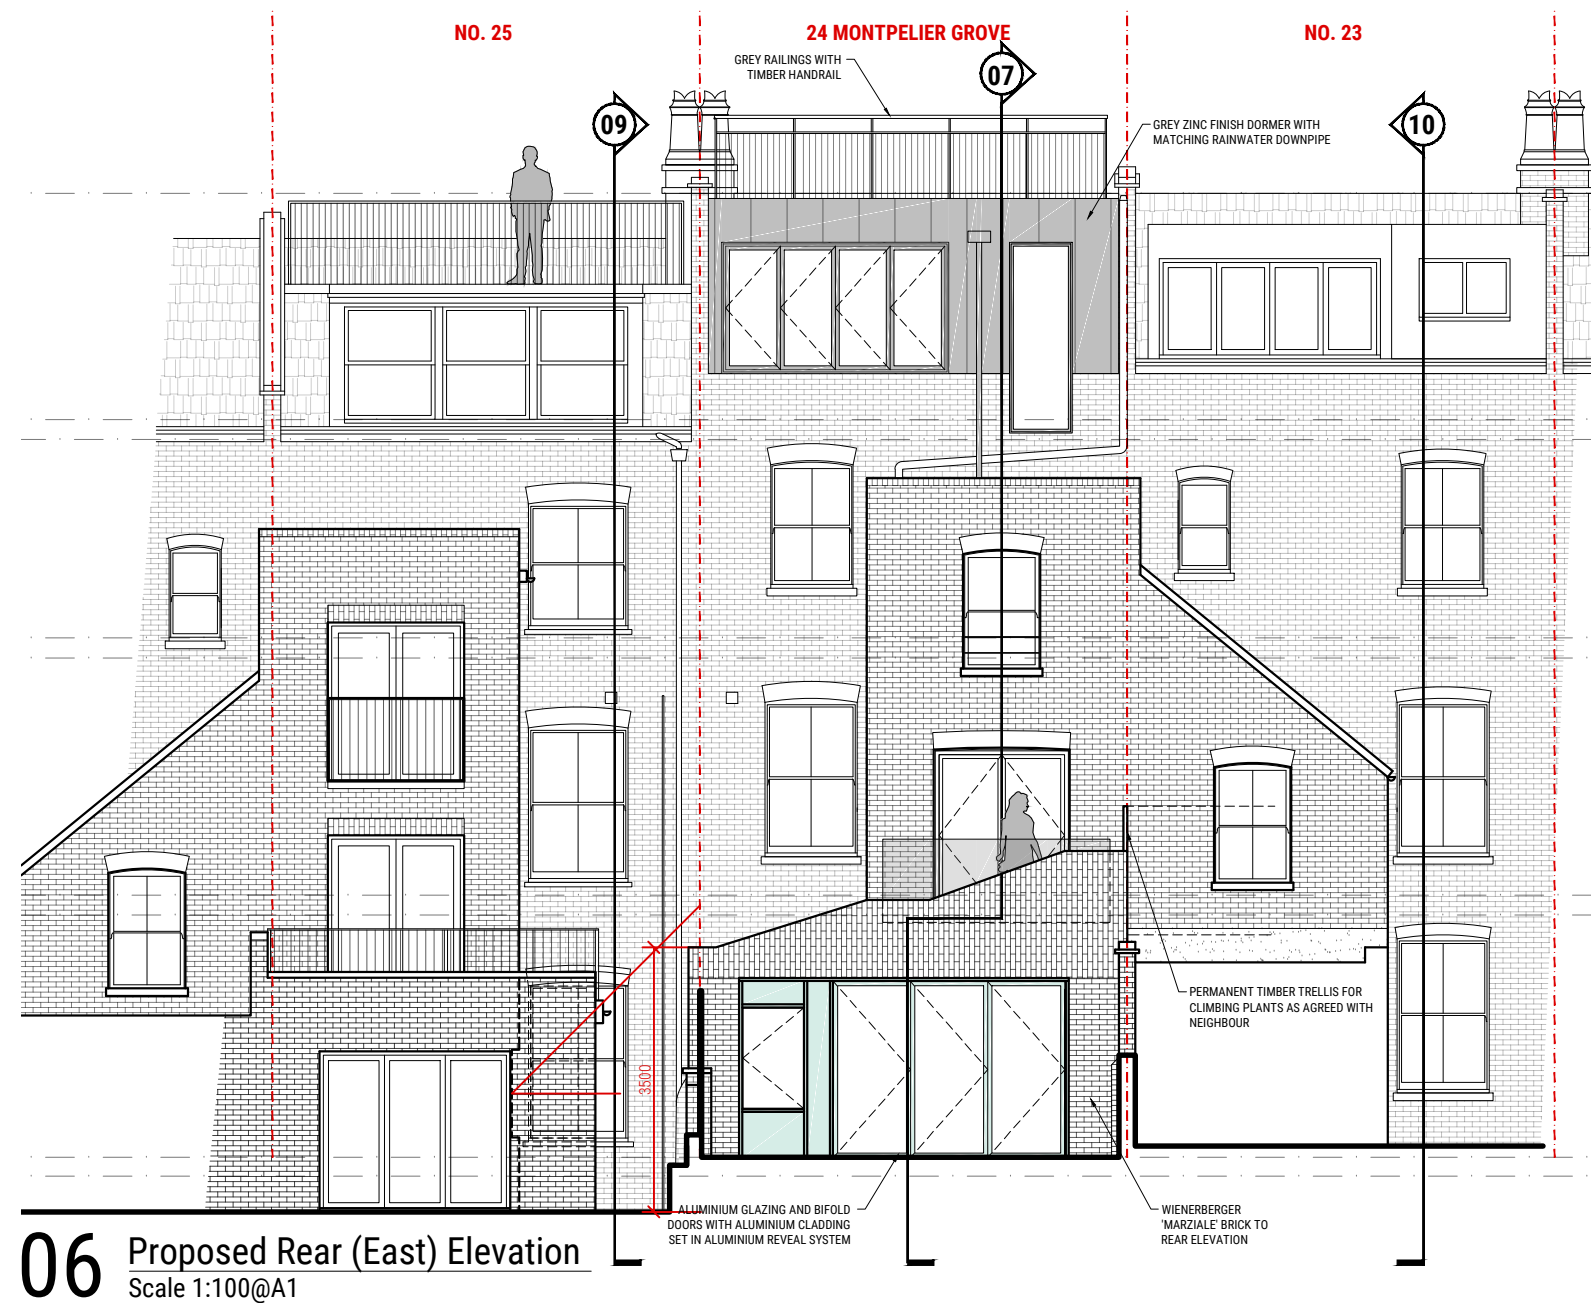 NO. 25
24 MONTPELIER GROVE
NO. 23
GREY RAILINGS WITH
TIMBER HANDRAIL
07
09
10
GREY ZINC FINISH DORMER WITH
MATCHING RAINWATER DOWNPIPE
3500
PERMANENT TIMBER TRELLIS FOR
CLIMBING PLANTS AS AGREED WITH
NEIGHBOUR
ALUMINIUM GLAZING AND BIFOLD
DOORS WITH ALUMINIUM CLADDING
SET IN ALUMINIUM REVEAL SYSTEM
WIENERBERGER
'MARZIALE' BRICK TO
REAR ELEVATION
06
Proposed Rear (East) Elevation
Scale 1:100@A1